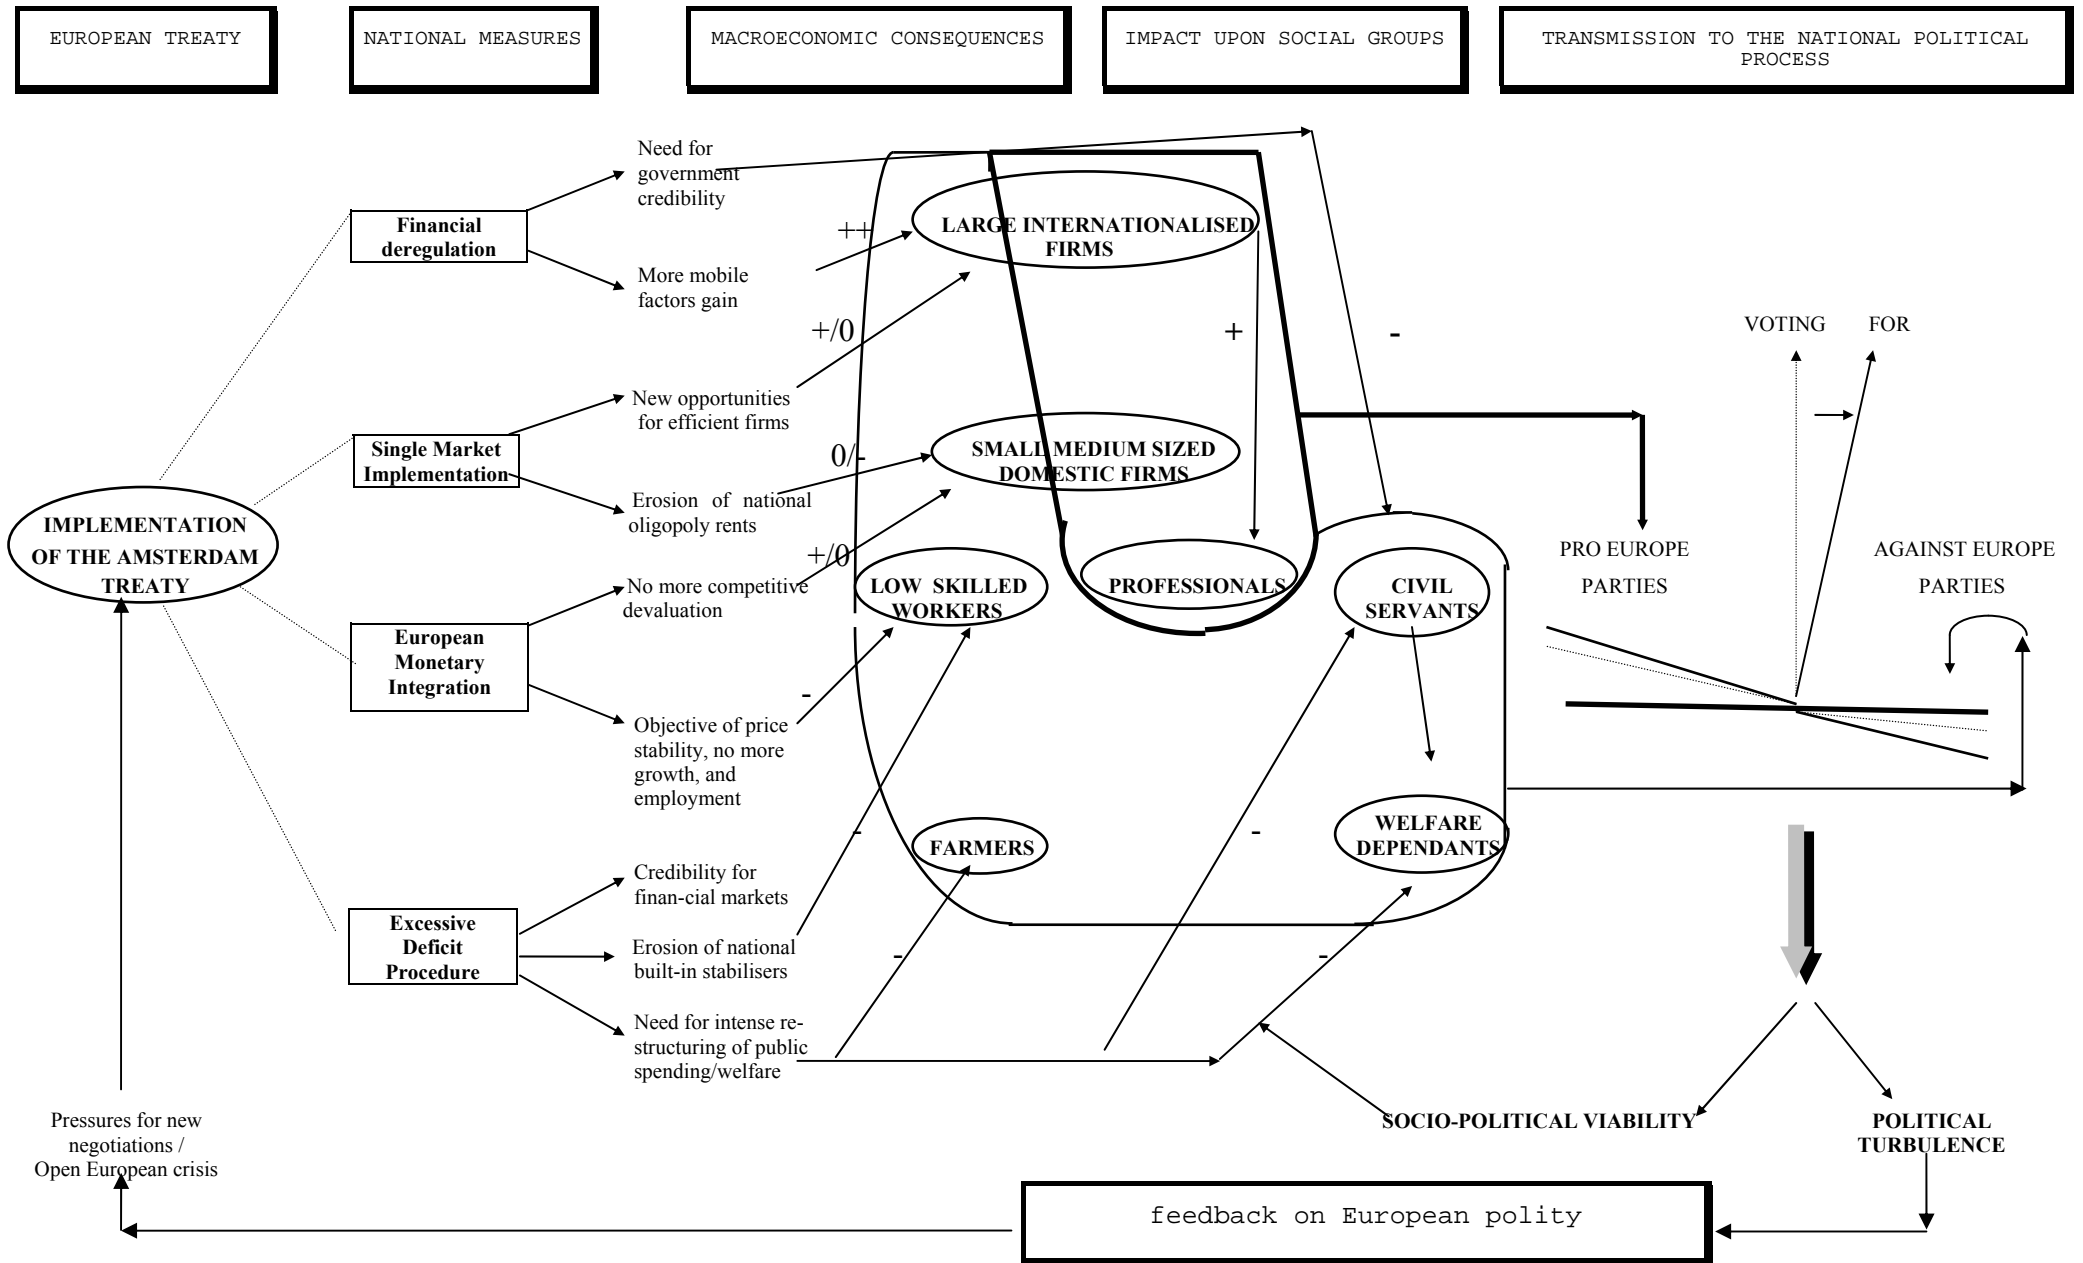 EUROPEAN TREATY
NATIONAL MEASURES
MACROECONOMIC CONSEQUENCES
IMPACT UPON SOCIAL GROUPS
TRANSMISSION TO THE NATIONAL POLITICAL
PROCESS
Need for
government
credibility
Financial
deregulation
More mobile
factors gain
++
LARGE INTERNATIONALISED
FIRMS
+/0
+
-
VOTING FOR
New opportunities
for efficient firms
Single Market
Implementation
0/-
SMALL MEDIUM SIZED
DOMESTIC FIRMS
Erosion of national
oligopoly rents
IMPLEMENTATION
OF THE AMSTERDAM
TREATY
+/0
No more competitive
devaluation
LOW SKILLED
WORKERS
PROFESSIONALS
CIVIL
SERVANTS
PRO EUROPE
PARTIES
AGAINST EUROPE
PARTIES
European
Monetary
Integration
-
Objective of price
stability, no more
growth, and
employment
-
FARMERS
-
WELFARE
DEPENDANTS
Credibility for
finan-cial markets
Excessive
Deficit
Procedure
Erosion of national
built-in stabilisers
-
-
Need for intense re-
structuring of public
spending/welfare
Pressures for new
negotiations /
Open European crisis
SOCIO-POLITICAL VIABILITY
POLITICAL
TURBULENCE
feedback on European polity